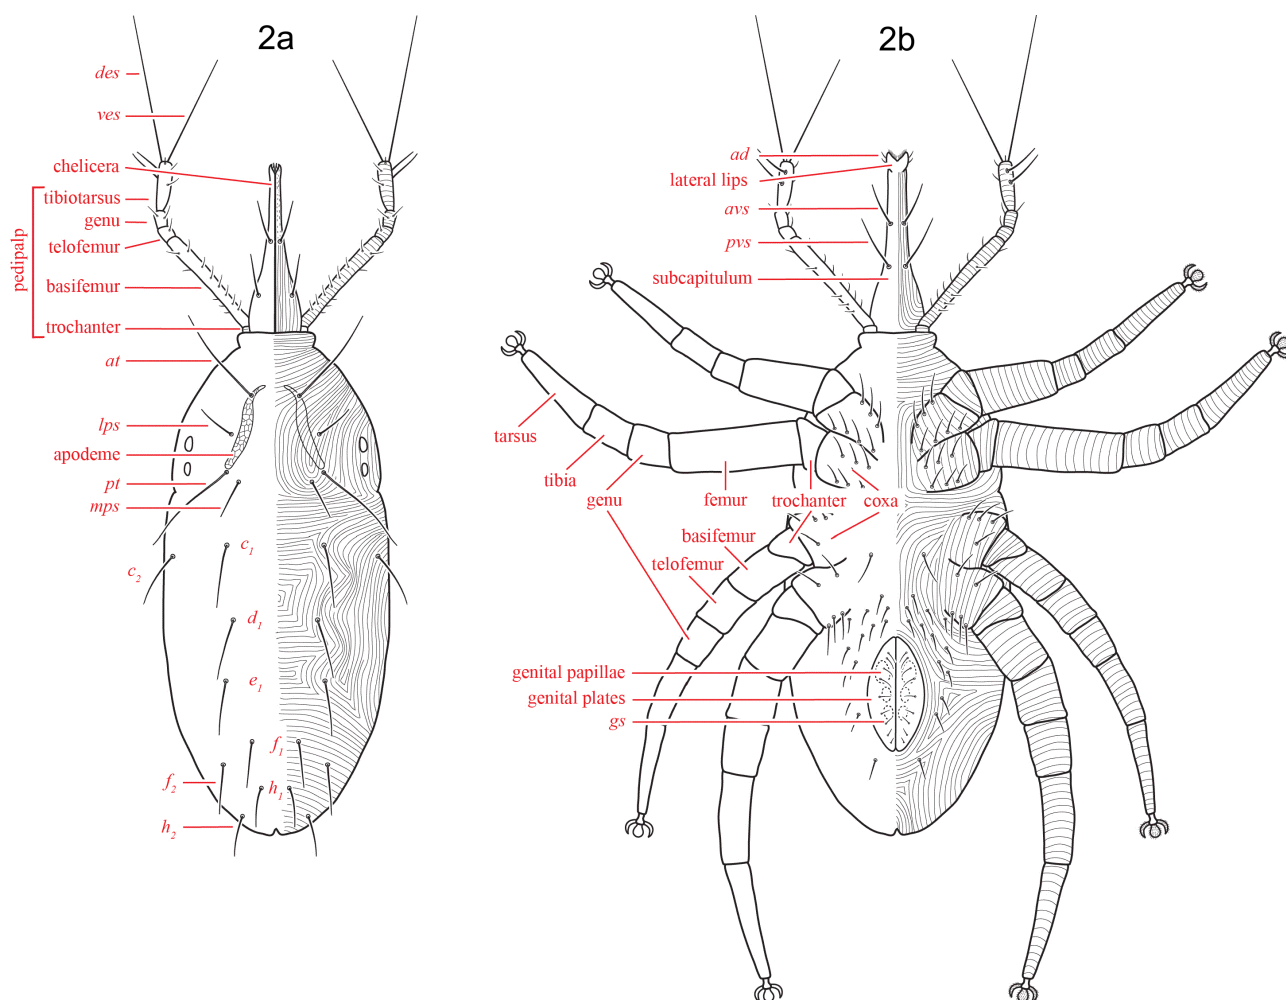 2a
des
ves
chelicera
tibiotarsus
genu
telofemur
pedipalp
basifemur
trochanter
at
lps
apodeme
pt
mps
c1
c2
d1
e1
f1
f2
h1
h2
2b
ad
lateral lips
avs
pvs
subcapitulum
tarsus
tibia
genu
femur
trochanter
coxa
basifemur
telofemur
genital papillae
genital plates
gs